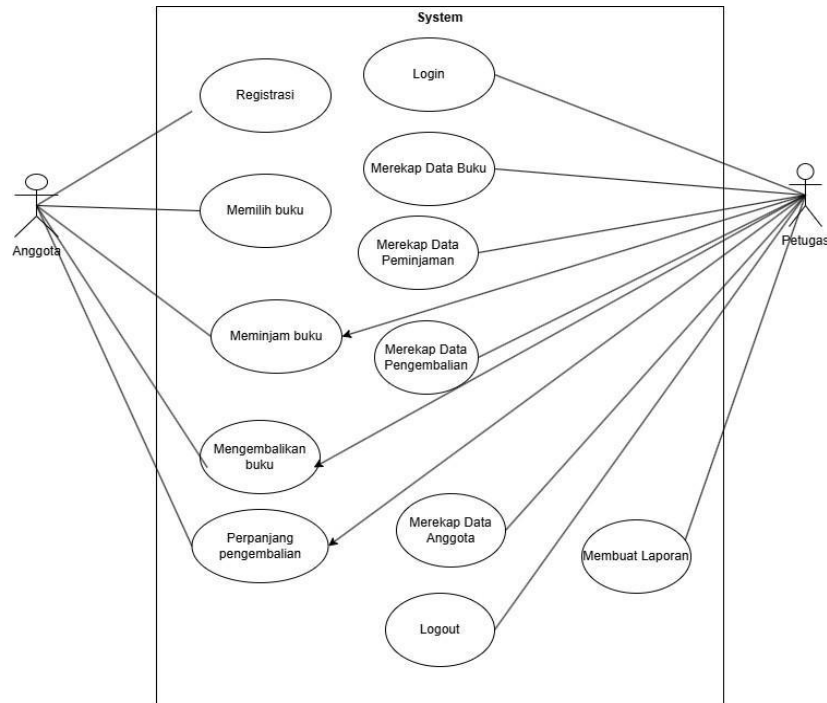 System
Login
Registrasi
Merekap Data Buku
Memilih buku
Anggota
Petugas
Merekap Data
Peminjaman
Meminjam buku
Merekap Data
Pengembalian
Mengembalikan
buku
Merekap Data
Anggota
Perpanjang
pengembalian
Membuat Laporan
Logout